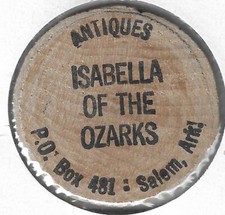 ANTIQUES
ISABELLA
OF THE
OZARKS
P.O. Box 481 : Salem, Ark!